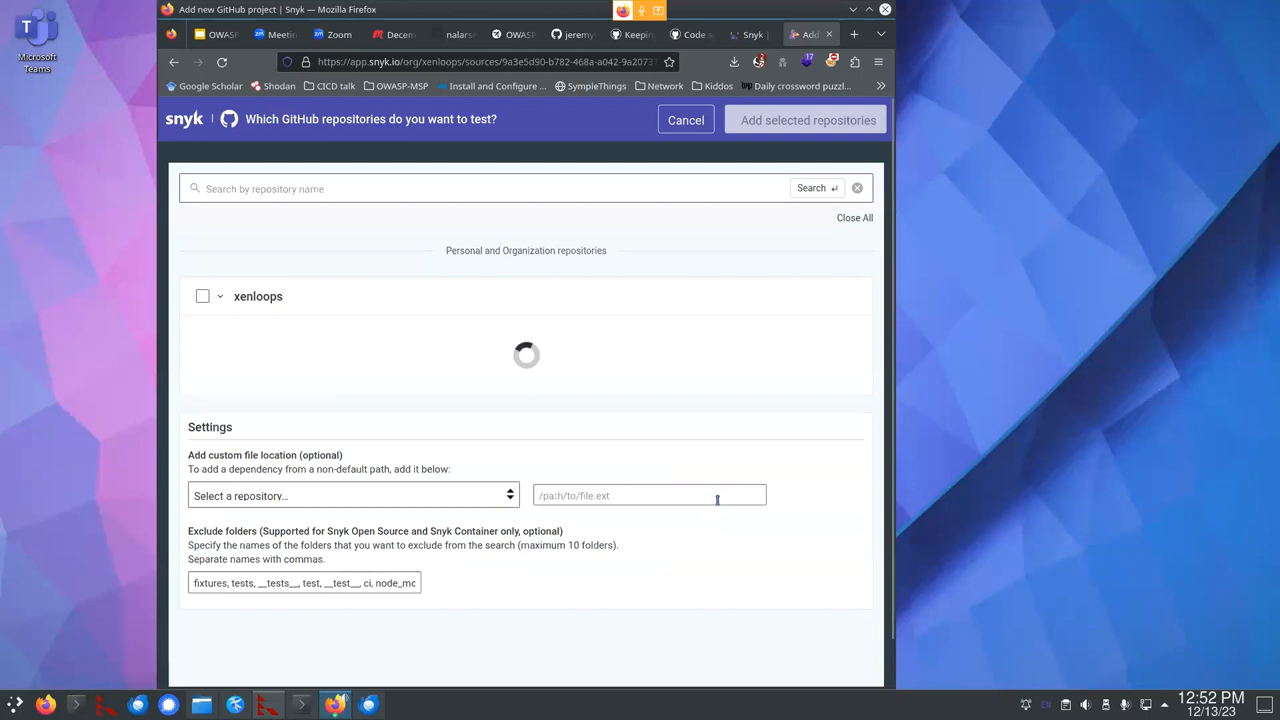 Microsoft
Teams
Add new GitHub project | Snyk — Mozilla Firefox
OWASP
Meetin
Zoom
Decem
nalars
OWAS
jeremy
Keeping
Code s
Snyk |
Add
https://app.snyk.io/org/xenloops/sources/9a3e5d90-b782-468a-a042-9a20737
17
Google Scholar
Shodan
CICD talk
OWASP-MSP
Install and Configure ...
SympleThings
Network
Kiddos
Daily crossword puzzl...
snyk
Which GitHub repositories do you want to test?
Cancel
Add selected repositories
Search by repository name
Search
Close All
Personal and Organization repositories
xenloops
Settings
Add custom file location (optional)
To add a dependency from a non-default path, add it below:
Select a repository...
/path/to/file.ext
Exclude folders (Supported for Snyk Open Source and Snyk Container only, optional)
Specify the names of the folders that you want to exclude from the search (maximum 10 folders).
Separate names with commas.
fixtures, tests, __tests__, test, __test__, ci, node_mc
EN
12:52 PM
12/13/23